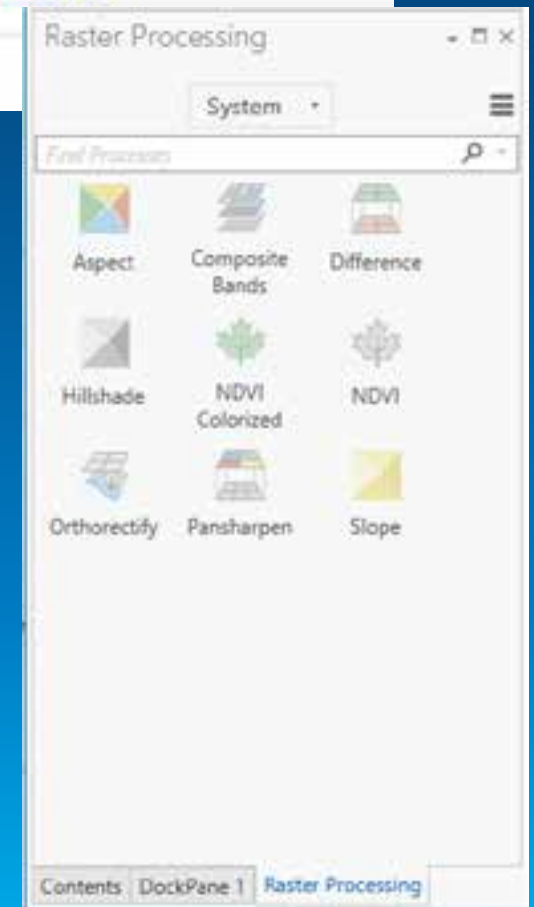 Raster Processing
System
Find Processes
Aspect
Composite
Bands
Difference
Hillshade
NDVI
Colorized
NDVI
Orthorectify
Pansharpen
Slope
Contents
DockPane 1
Raster Processing